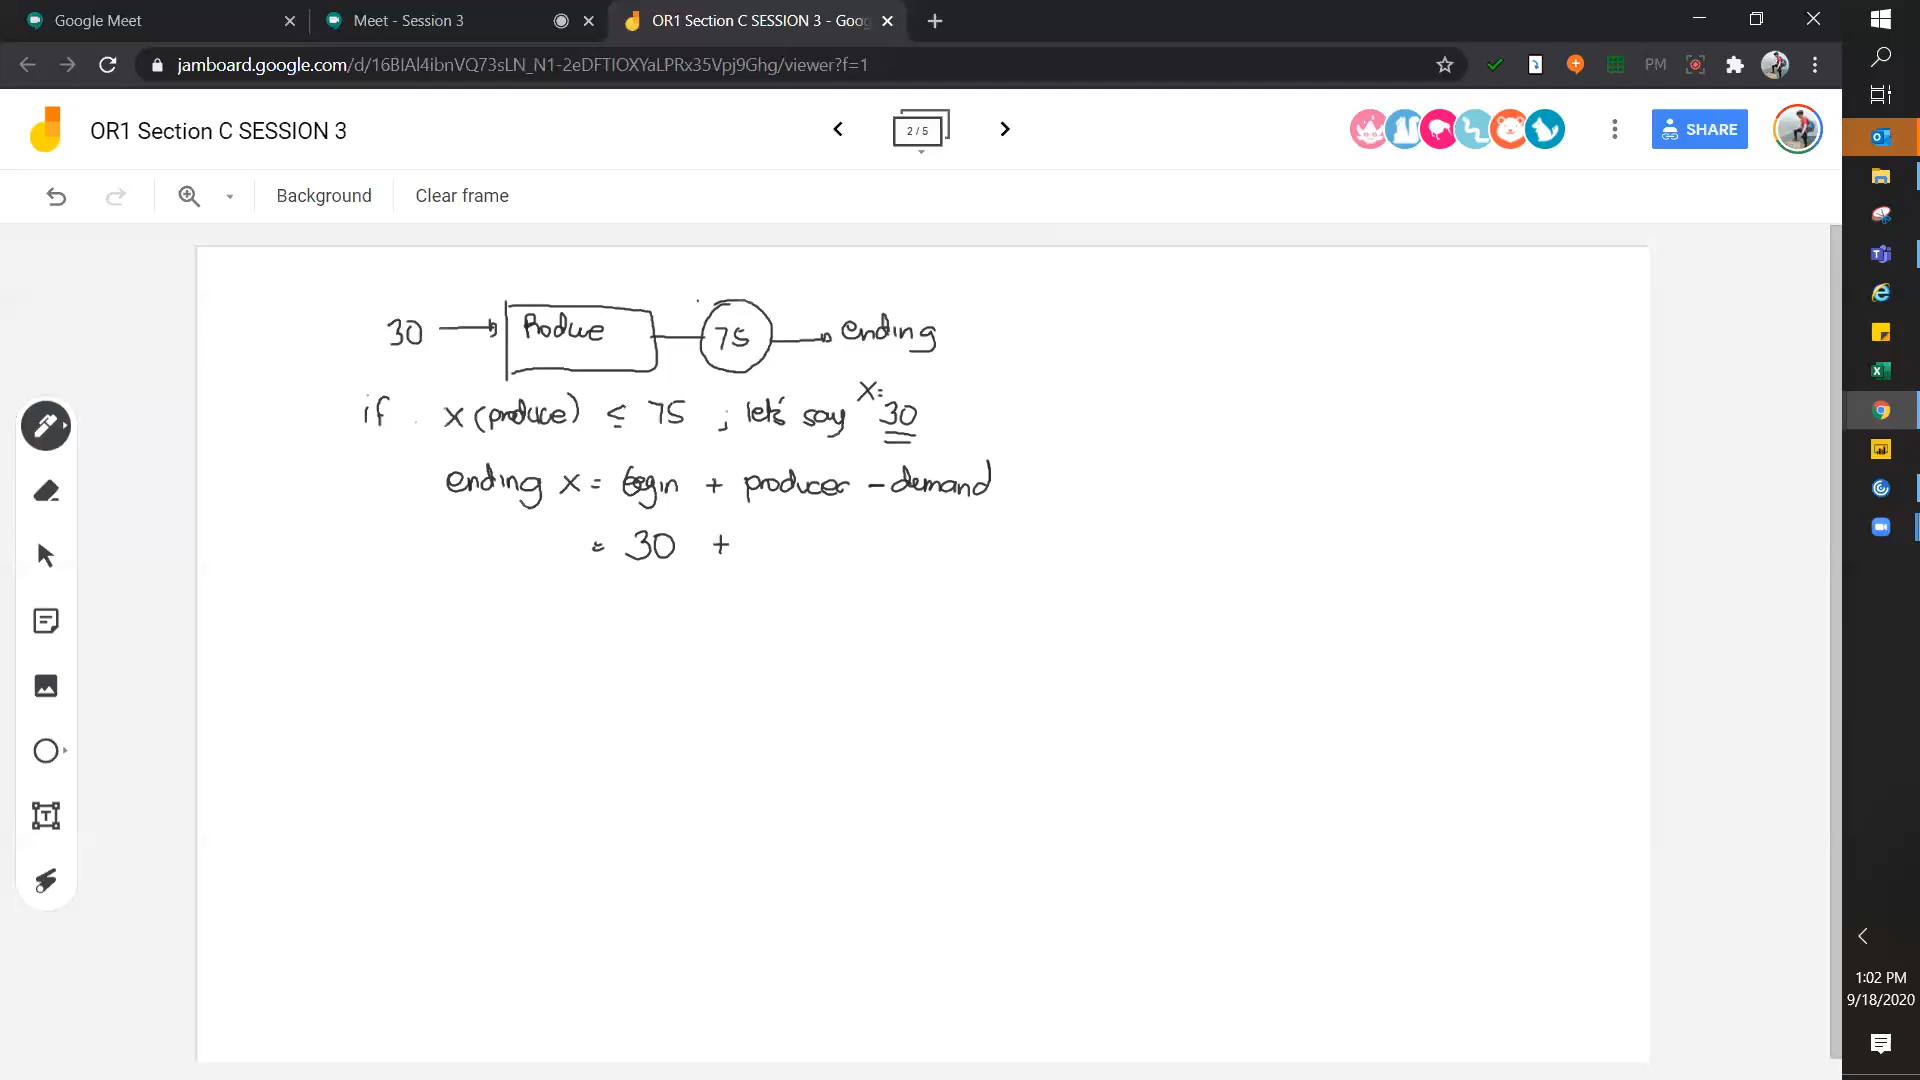 Google Meet
Meet - Session 3
OR1 Section C SESSION 3 - Goog
jamboard.google.com/d/16BIAl4ibnVQ73sLN_N1-2eDFTIOXYaLPRx35Vpj9Ghg/viewer?f=1
PM
OR1 Section C SESSION 3
2 / 5
SHARE
Background
Clear frame
30 Produce 75 ending
if x (produce) ≤ 75 ; let's say x= 30
ending x = begin + producer - demand
= 30 +
1:02 PM
9/18/2020